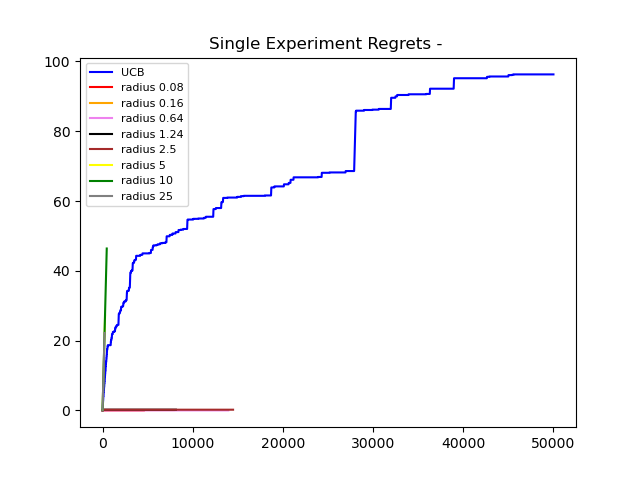 Single Experiment Regrets -
100
80
60
40
20
0
UCB
radius 0.08
radius 0.16
radius 0.64
radius 1.24
radius 2.5
radius 5
radius 10
radius 25
0 10000 20000 30000 40000 50000